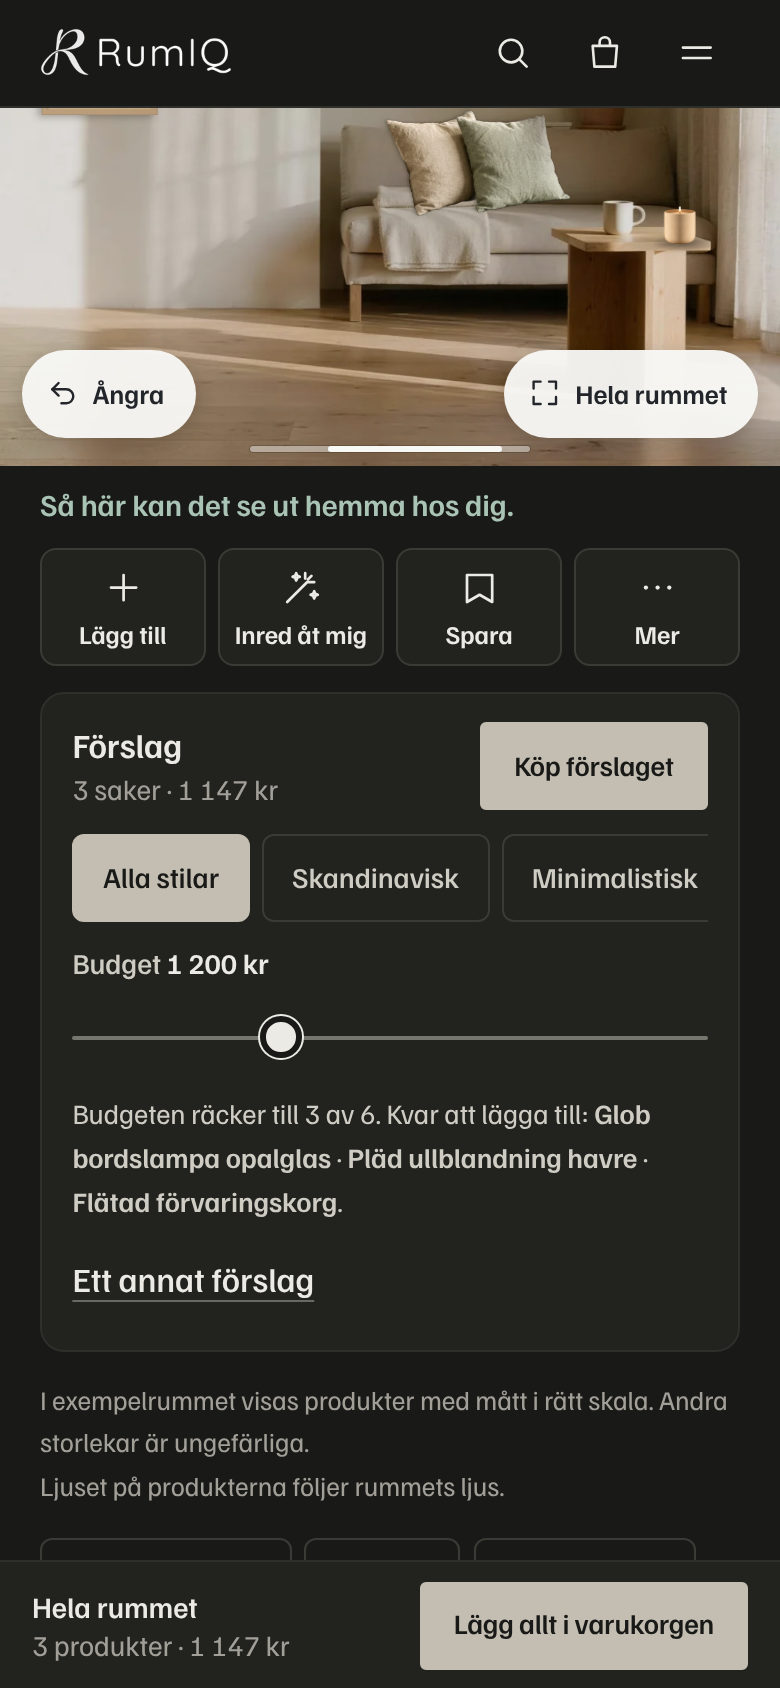 RumIQ
Ångra
Hela rummet
Så här kan det se ut hemma hos dig.
Lägg till
Inred åt mig
Spara
Mer
Förslag
3 saker · 1 147 kr
Köp förslaget
Alla stilar
Skandinavisk
Minimalistisk
Budget 1 200 kr
Budgeten räcker till 3 av 6. Kvar att lägga till: Glob
bordslampa opalglas · Pläd ullblandning havre ·
Flätad förvaringskorg.
Ett annat förslag
I exempelrummet visas produkter med mått i rätt skala. Andra
storlekar är ungefärliga.
Ljuset på produkterna följer rummets ljus.
Hela rummet
3 produkter · 1 147 kr
Lägg allt i varukorgen